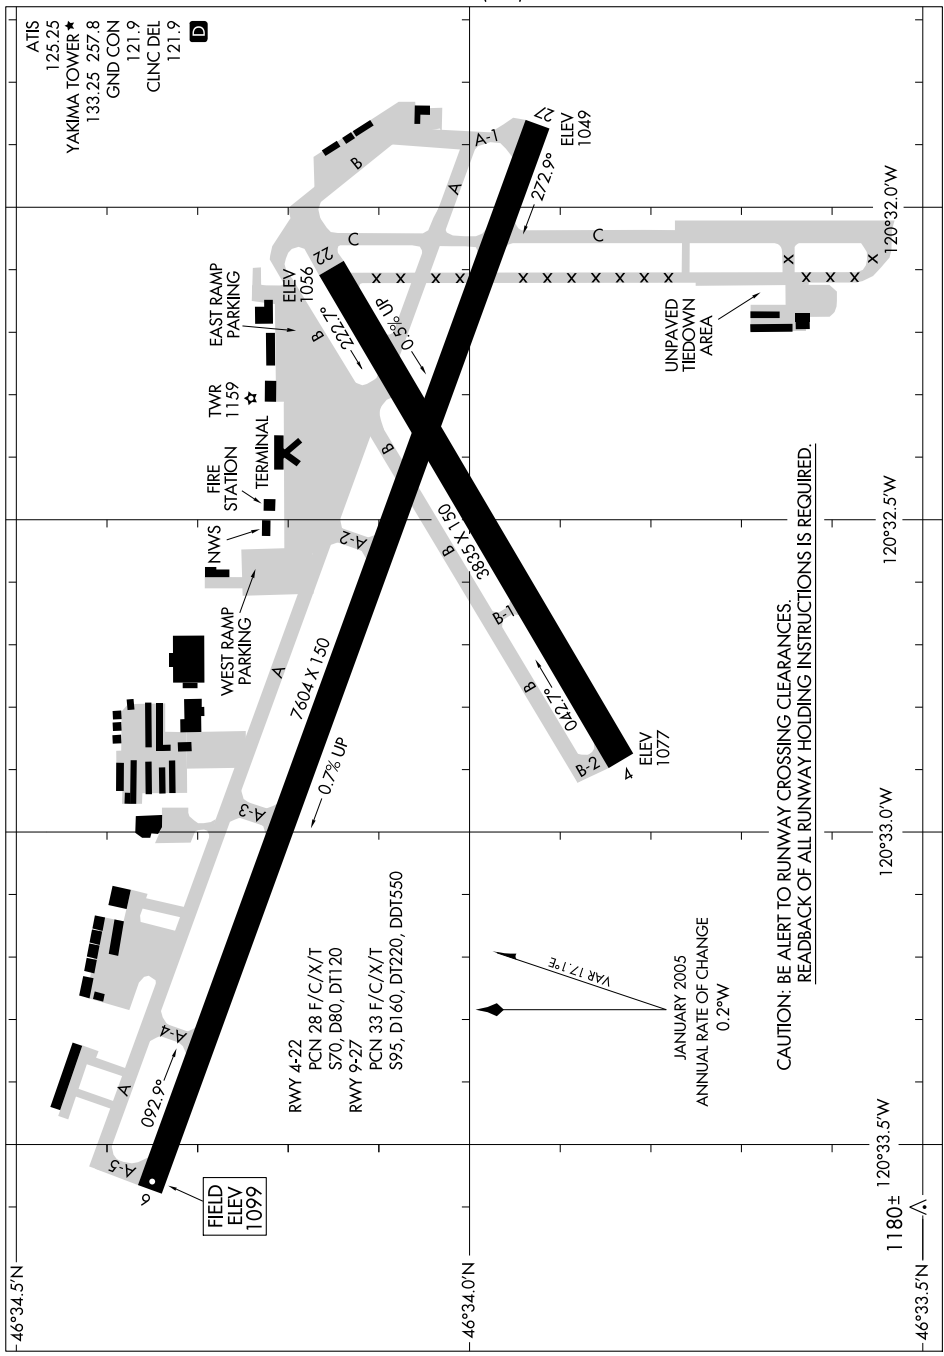 ATIS
125.25
YAKIMA TOWER★
133.25 257.8
GND CON
121.9
CLNC DEL
121.9
D
46°34.5'N
46°34.0'N
46°33.5'N
120°33.5'W
120°33.0'W
120°32.5'W
120°32.0'W
FIELD
ELEV
1099
9
A-5
A
092.9°
A-4
A-3
0.7% UP
7604 X 150
A
A-2
WEST RAMP
PARKING
NWS
FIRE
STATION
TERMINAL
TWR
1159
EAST RAMP
PARKING
ELEV
1056
22
222.7°
B
0.5% UP
B
C
A
A-1
27
ELEV
1049
272.9°
C
X X X X X X X X X X X
X X
X X X
UNPAVED
TIEDOWN
AREA
B
B
3835 X 150
B-1
B
042.7°
B-2
4
ELEV
1077
RWY 4-22
PCN 28 F/C/X/T
S70, D80, DT120
RWY 9-27
PCN 33 F/C/X/T
S95, D160, DT220, DDT550
VAR 17.1°E
JANUARY 2005
ANNUAL RATE OF CHANGE
0.2°W
CAUTION: BE ALERT TO RUNWAY CROSSING CLEARANCES.
READBACK OF ALL RUNWAY HOLDING INSTRUCTIONS IS REQUIRED.
1180±